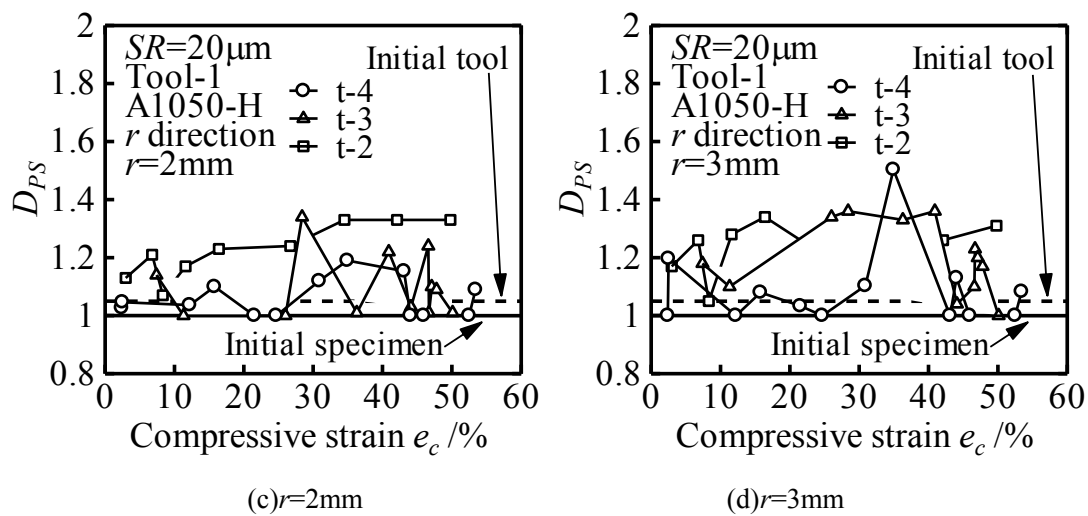 2
1.8
1.6
1.4
1.2
1
0.8
D_PS
SR=20μm
Tool-1
A1050-H
r direction
r=2mm
t-4
t-3
t-2
Initial tool
Initial specimen
0 10 20 30 40 50 60
Compressive strain e_c /%
(c)r=2mm
2
1.8
1.6
1.4
1.2
1
0.8
D_PS
SR=20μm
Tool-1
A1050-H
r direction
r=3mm
t-4
t-3
t-2
Initial tool
Initial specimen
0 10 20 30 40 50 60
Compressive strain e_c /%
(d)r=3mm